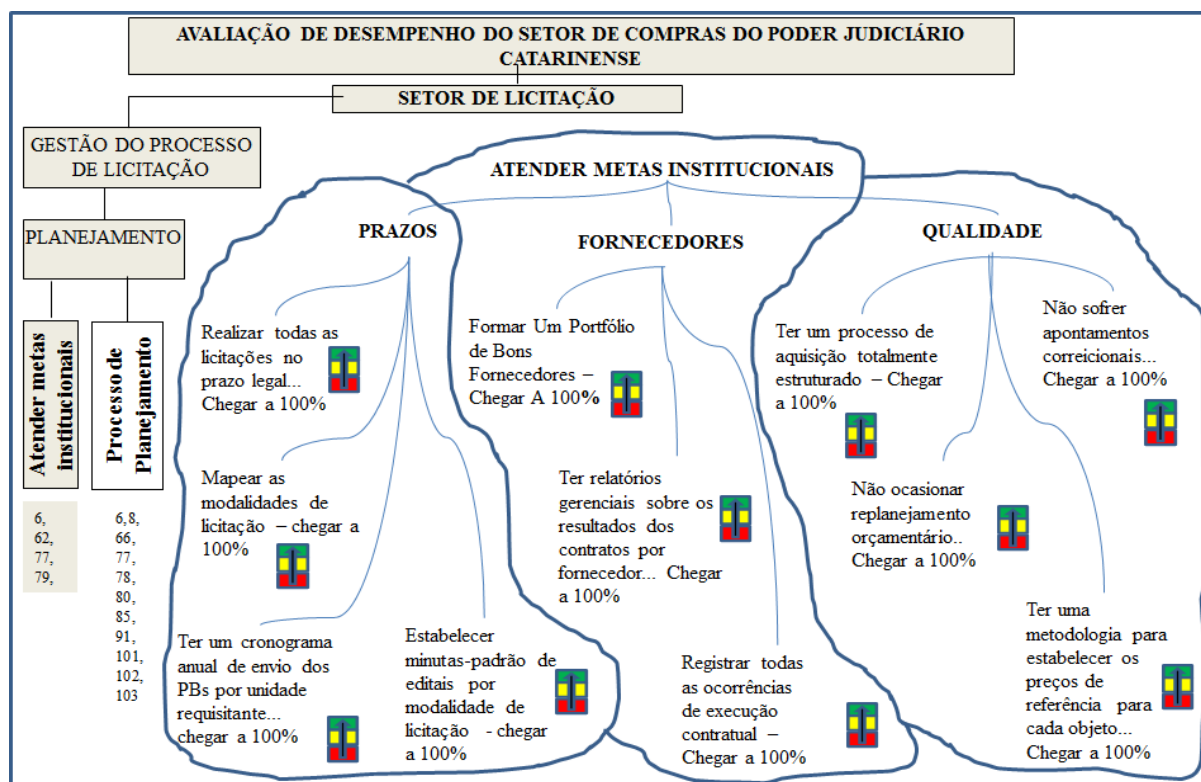 AVALIAÇÃO DE DESEMPENHO DO SETOR DE COMPRAS DO PODER JUDICIÁRIO
CATARINENSE
SETOR DE LICITAÇÃO
GESTÃO DO PROCESSO
DE LICITAÇÃO
PLANEJAMENTO
Atender metas
institucionais
Processo de
Planejamento
6,
62,
77,
79,
6,8,
66,
77,
78,
80,
85,
91,
101,
102,
103
ATENDER METAS INSTITUCIONAIS
PRAZOS
Realizar todas as
licitações no
prazo legal...
Chegar a 100%
Mapear as
modalidades de
licitação – chegar a
100%
Ter um cronograma
anual de envio dos
PBs por unidade
requisitante...
chegar a 100%
Estabelecer
minutas-padrão de
editais por
modalidade de
licitação - chegar
a 100%
FORNECEDORES
Formar Um Portfólio
de Bons
Fornecedores –
Chegar A 100%
Ter relatórios
gerenciais sobre os
resultados dos
contratos por
fornecedor... Chegar
a 100%
Registrar todas
as ocorrências
de execução
contratual –
Chegar a 100%
QUALIDADE
Ter um processo de
aquisição totalmente
estruturado – Chegar
a 100%
Não sofrer
apontamentos
correicionais...
Chegar a 100%
Não ocasionar
replanejamento
orçamentário..
Chegar a 100%
Ter uma
metodologia para
estabelecer os
preços de
referência para
cada objeto...
Chegar a 100%